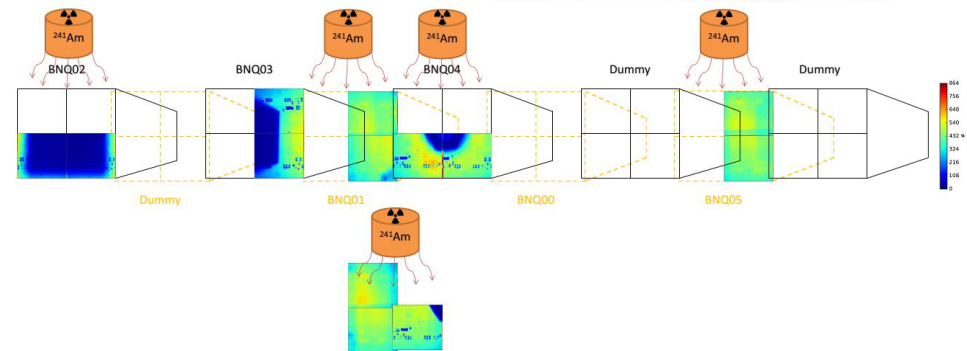 ²⁴¹Am
²⁴¹Am
²⁴¹Am
²⁴¹Am
BNQ02
BNQ03
BNQ04
Dummy
Dummy
864
756
648
540
432
324
216
108
0
Dummy
BNQ01
BNQ00
BNQ05
²⁴¹Am